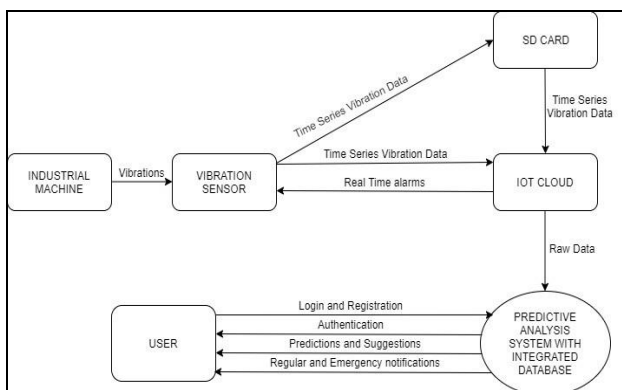 SD CARD
Time Series Vibration Data
Time Series
Vibration Data
INDUSTRIAL
MACHINE
Vibrations
VIBRATION
SENSOR
Time Series Vibration Data
Real Time alarms
IOT CLOUD
Raw Data
USER
Login and Registration
Authentication
Predictions and Suggestions
Regular and Emergency notifications
PREDICTIVE
ANALYSIS
SYSTEM WITH
INTEGRATED
DATABASE